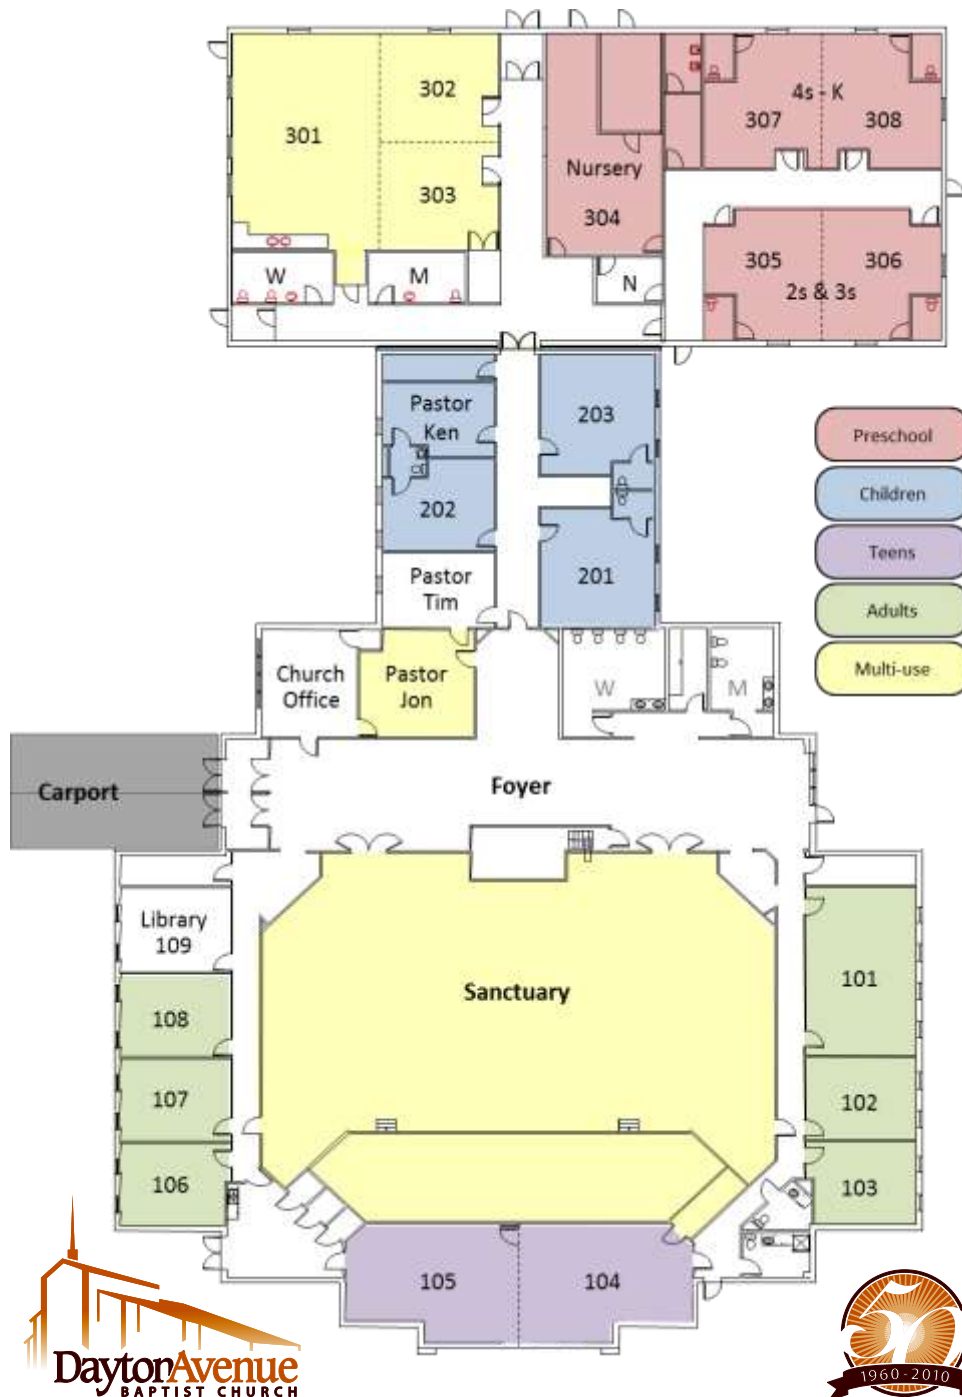 302
301
303
W
M
Nursery
304
N
4s - K
307
308
305
306
2s & 3s
Pastor
Ken
203
202
201
Pastor
Tim
Preschool
Children
Teens
Adults
Multi-use
Church
Office
Pastor
Jon
W
M
Carport
Foyer
Library
109
108
107
106
Sanctuary
101
102
103
105
104
DaytonAvenue
BAPTIST CHURCH
50
1960 - 2010